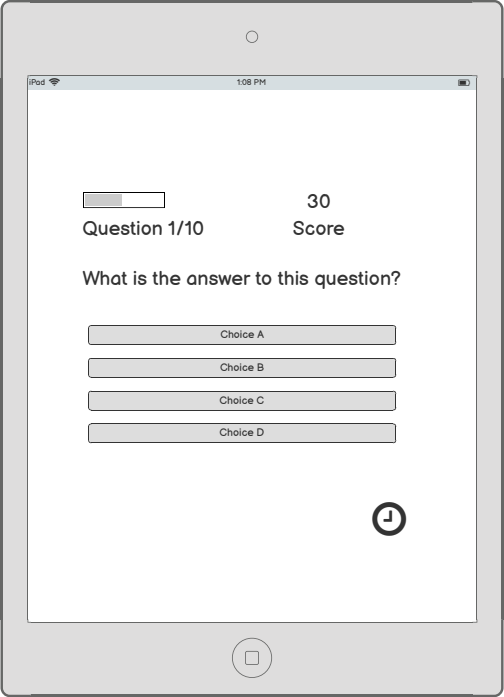 iPad 1:08 PM
30
Question 1/10 Score
What is the answer to this question?
Choice A
Choice B
Choice C
Choice D